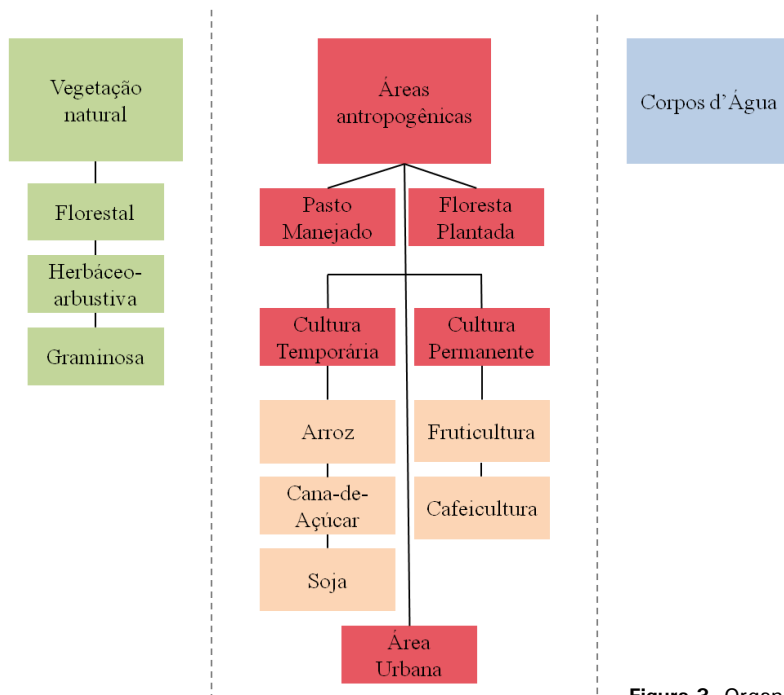 Vegetação
natural
Florestal
Herbáceo-
arbustiva
Graminosa
Áreas
antropogênicas
Pasto
Manejado
Floresta
Plantada
Cultura
Temporária
Cultura
Permanente
Arroz
Cana-de-
Açúcar
Soja
Fruticultura
Cafeicultura
Área
Urbana
Corpos d'Água
Figure 2.